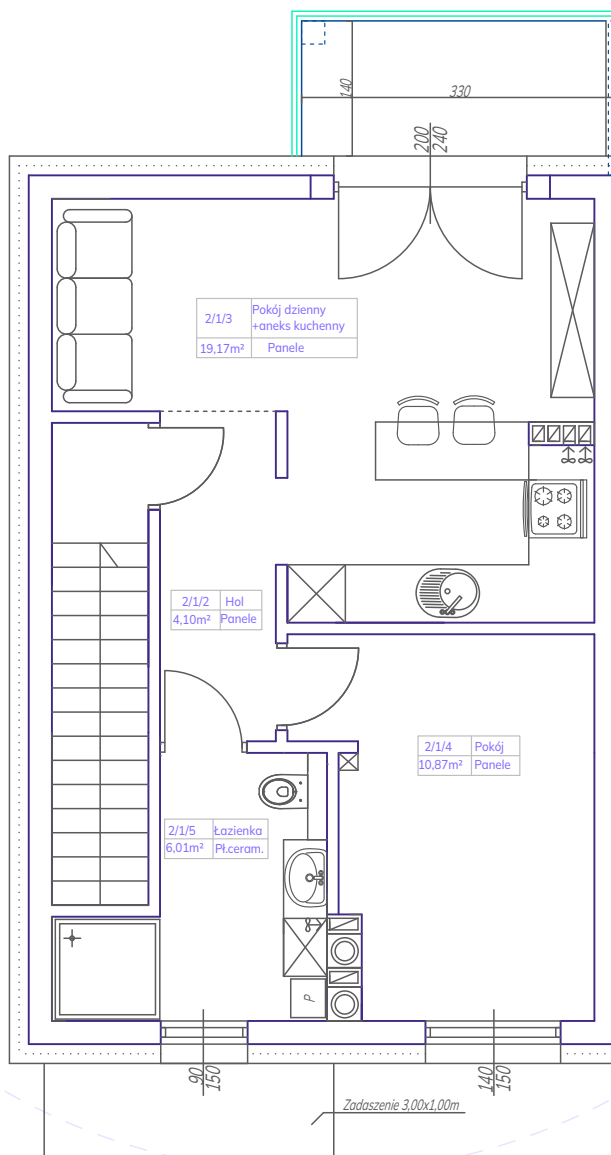 140
330
200
240
2/1/3 Pokój dzienny
+aneks kuchenny
19,17m² Panele
2/1/2 Hol
4,10m² Panele
2/1/4 Pokój
10,87m² Panele
2/1/5 Łazienka
6,01m² Pł.ceram.
P
90
150
140
150
Zadaszenie 3,00x1,00m